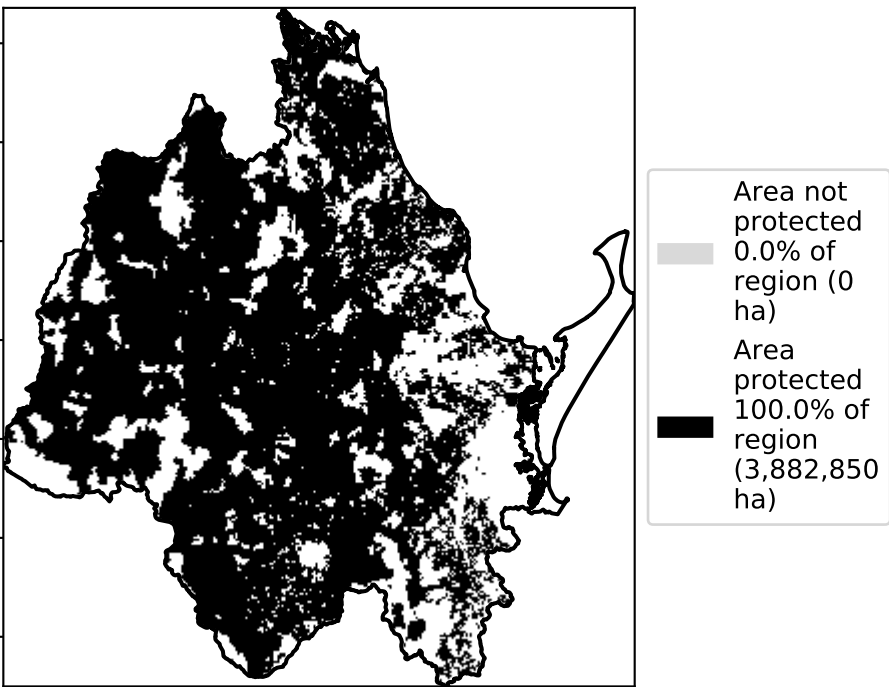 Area not
protected
0.0% of
region (0
ha)
Area
protected
100.0% of
region
(3,882,850
ha)